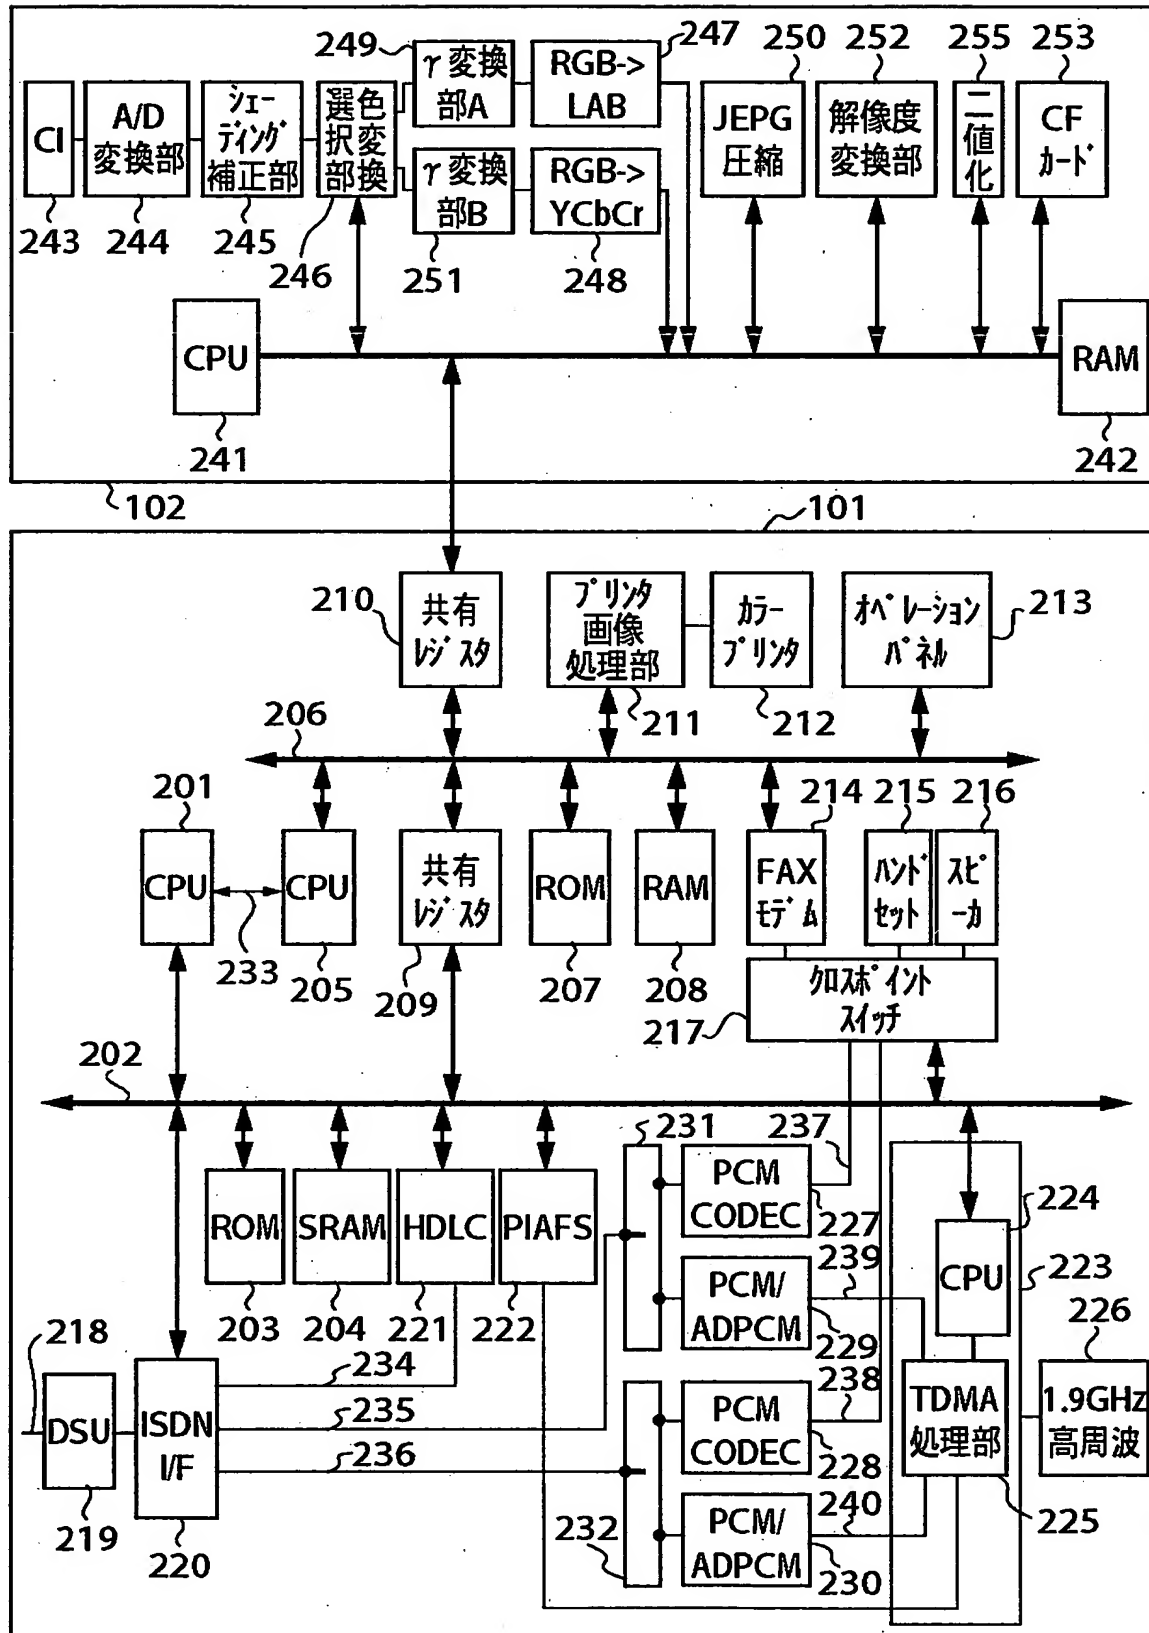 249
γ変換
部A
RGB->
LAB
247
250
JEPG
圧縮
252
解像度
変換部
255
二
値
化
253
CF
カード
CI
243
A/D
変換部
244
シェー
ディング
補正部
245
選色
択変
部換
246
γ変換
部B
251
RGB->
YCbCr
248
CPU
241
RAM
242
102
101
210
共有
レジスタ
プリンタ
画像
処理部
211
カラー
プリンタ
212
オペレーション
パネル
213
206
201
CPU
233
CPU
205
共有
レジスタ
209
ROM
207
RAM
208
214
FAX
モデム
215
ハンド
セット
216
スピ
ーカ
クロスポイント
スイッチ
217
202
ROM
203
SRAM
204
HDLC
221
PIAFS
222
231
237
PCM
CODEC
227
239
PCM/
ADPCM
229
238
PCM
CODEC
228
240
PCM/
ADPCM
230
232
224
CPU
223
TDMA
処理部
225
226
1.9GHz
高周波
218
DSU
219
ISDN
I/F
220
234
235
236